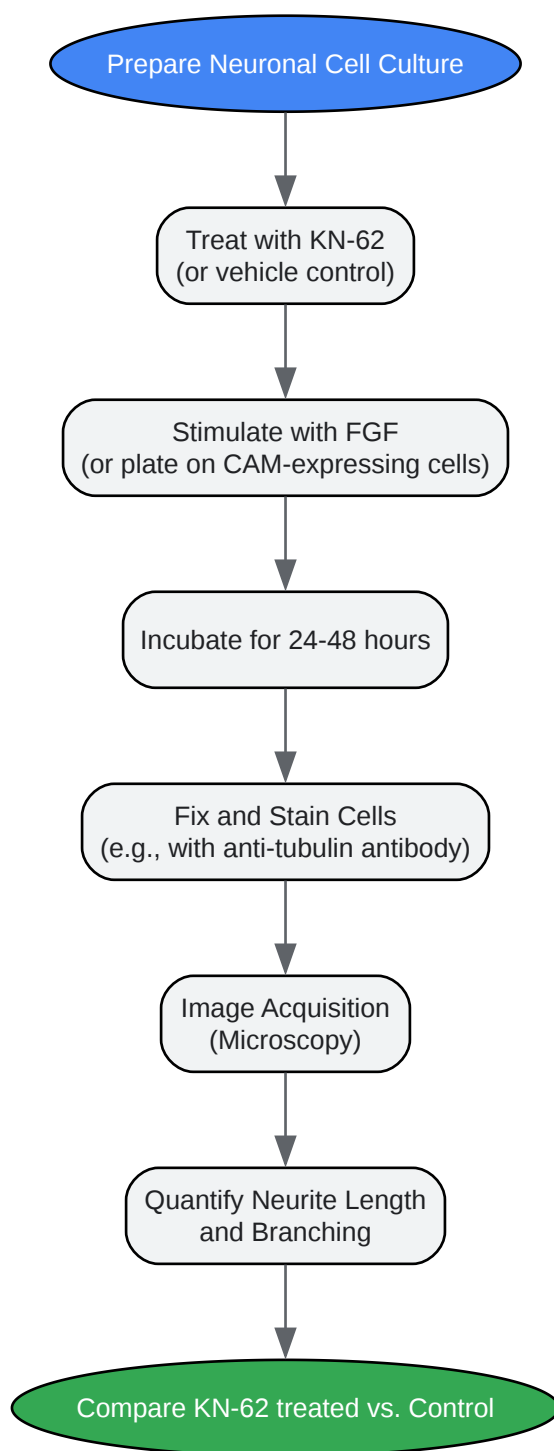 Prepare Neuronal Cell Culture
Treat with KN-62
(or vehicle control)
Stimulate with FGF
(or plate on CAM-expressing cells)
Incubate for 24-48 hours
Fix and Stain Cells
(e.g., with anti-tubulin antibody)
Image Acquisition
(Microscopy)
Quantify Neurite Length
and Branching
Compare KN-62 treated vs. Control